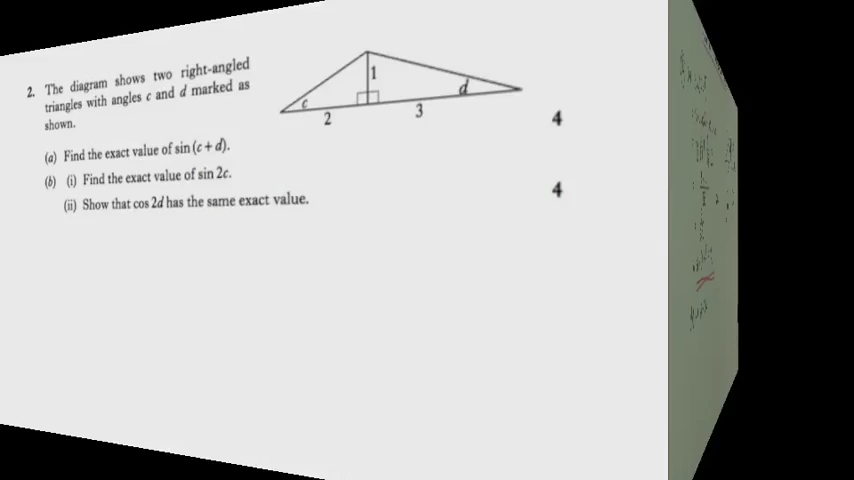 2. The diagram shows two right-angled
triangles with angles c and d marked as
shown.
1
c
d
2
3
4
(a) Find the exact value of sin (c + d).
(b) (i) Find the exact value of sin 2c.
4
(ii) Show that cos 2d has the same exact value.